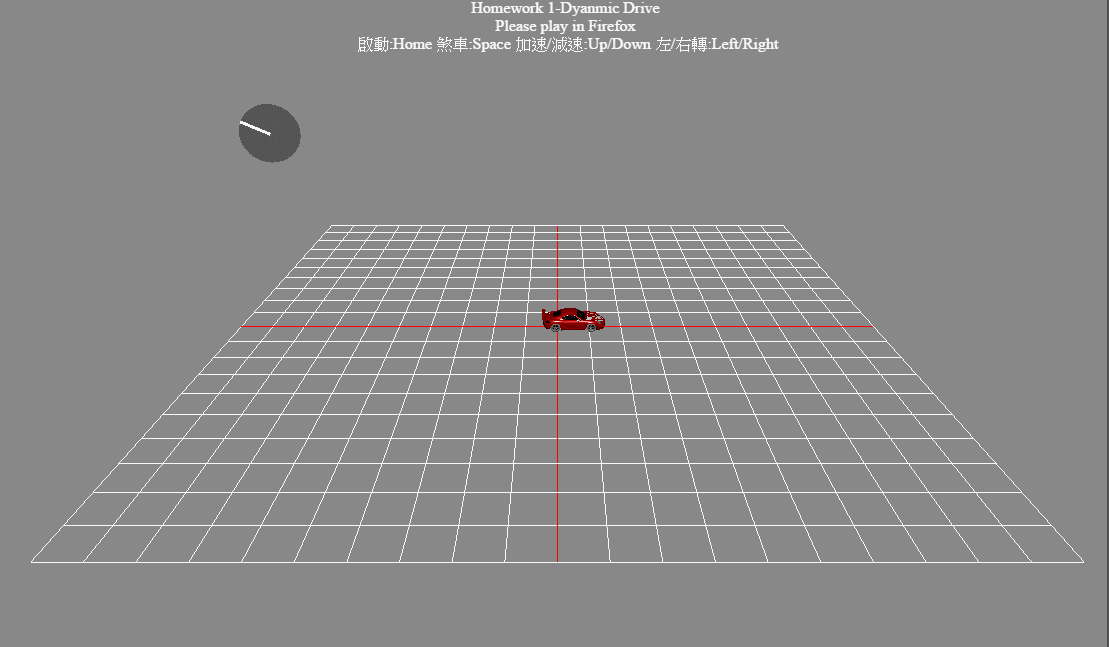 Homework 1-Dyanmic Drive
Please play in Firefox
啟動:Home 煞車:Space 加速/減速:Up/Down 左/右轉:Left/Right